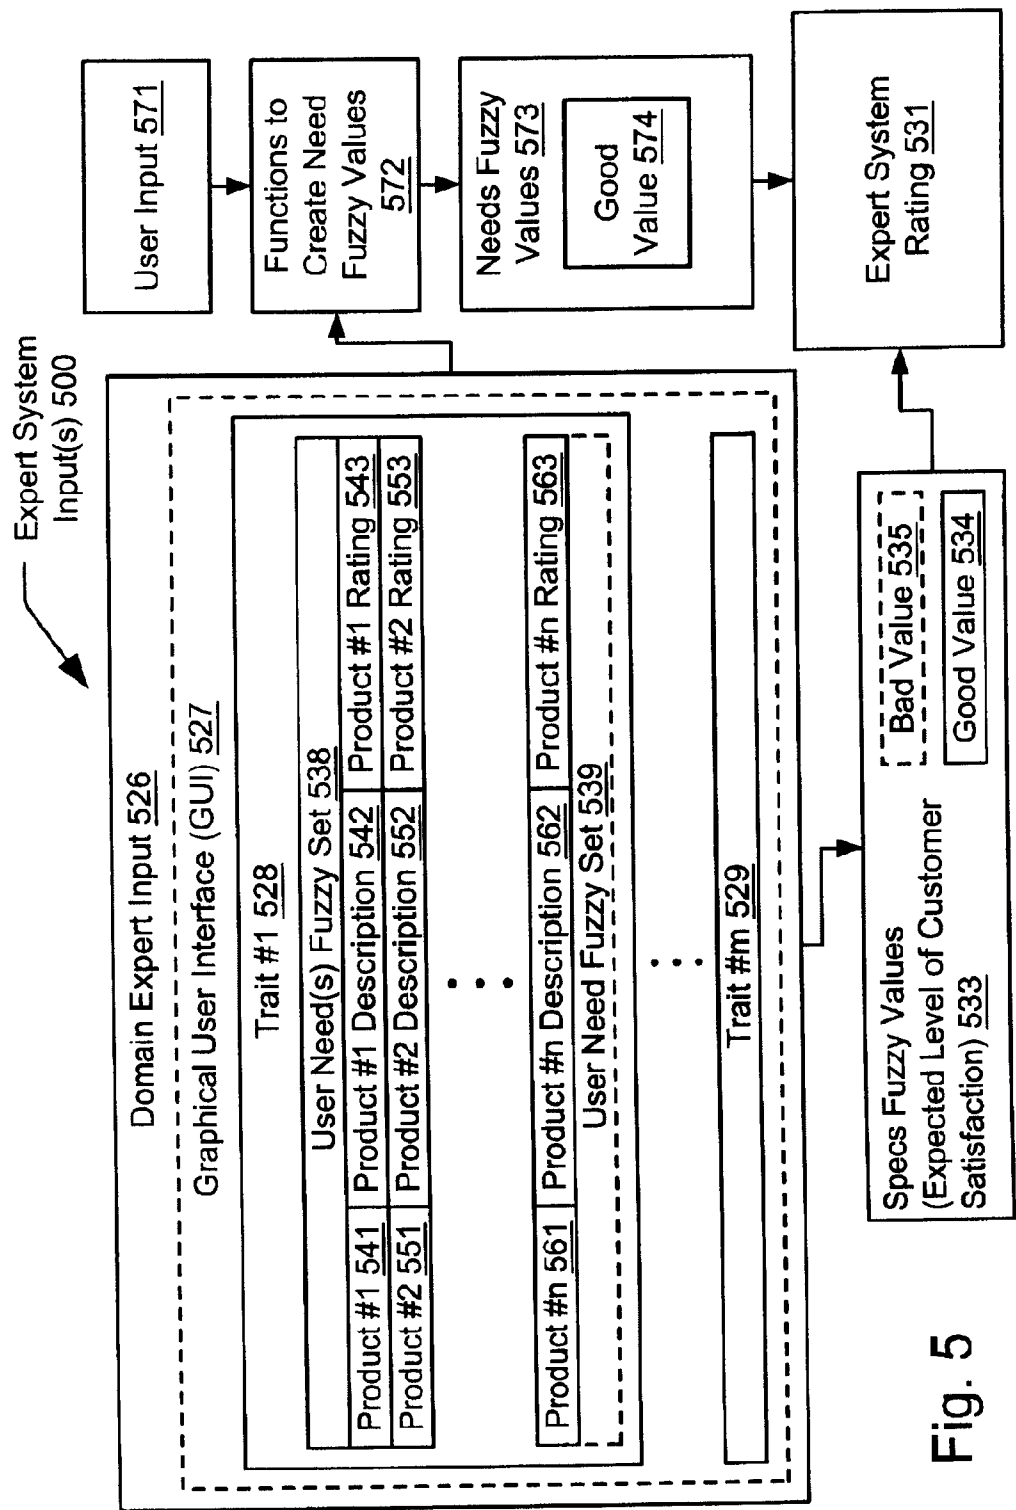 Expert System
Input(s) 500
Domain Expert Input 526
Graphical User Interface (GUI) 527
Trait #1 528
User Need(s) Fuzzy Set 538
Product #1 541
Product #1 Description 542
Product #1 Rating 543
Product #2 551
Product #2 Description 552
Product #2 Rating 553
• • •
Product #n 561
Product #n Description 562
Product #n Rating 563
User Need Fuzzy Set 539
• • •
Trait #m 529
User Input 571
Functions to
Create Need
Fuzzy Values
572
Needs Fuzzy
Values 573
Good
Value 574
Specs Fuzzy Values
(Expected Level of Customer
Satisfaction) 533
Bad Value 535
Good Value 534
Expert System
Rating 531
Fig. 5